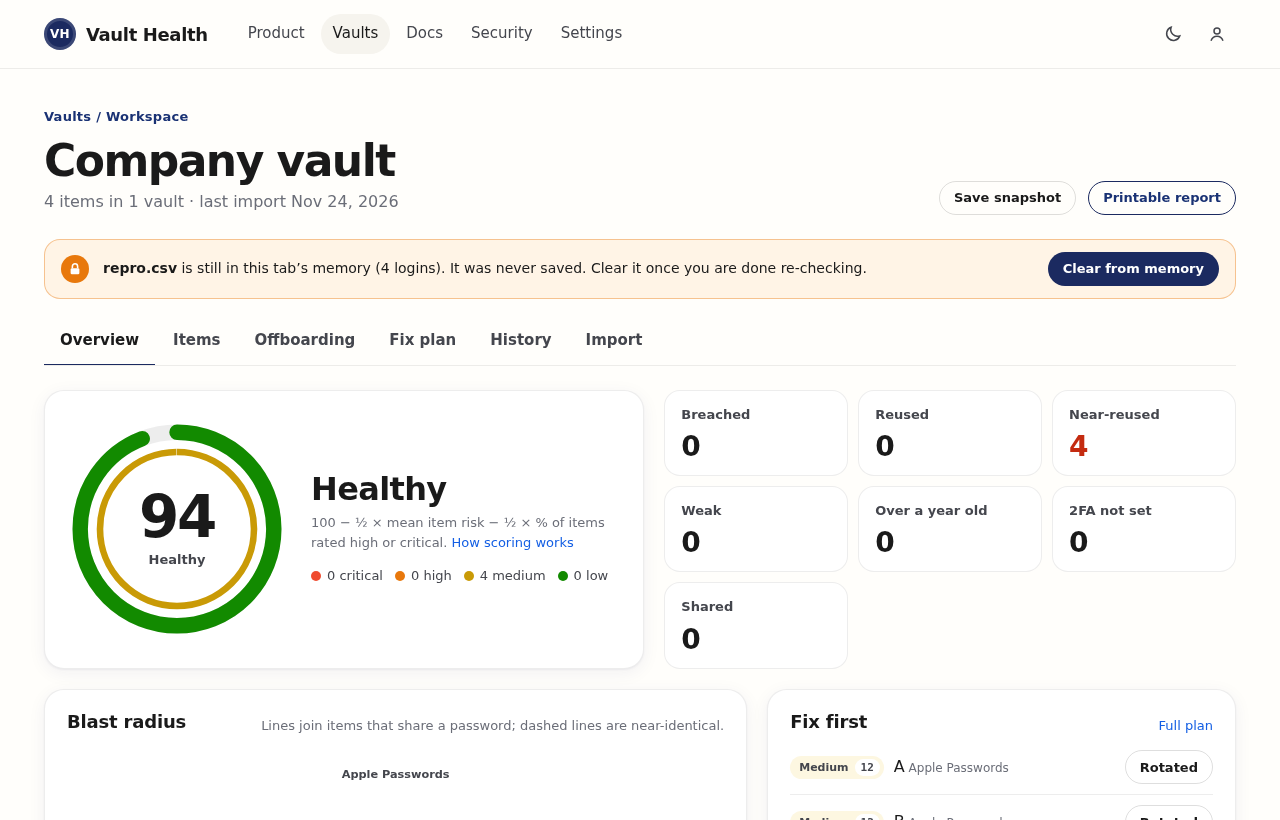 VH Vault Health Product Vaults Docs Security Settings
Vaults / Workspace
Company vault
4 items in 1 vault · last import Nov 24, 2026
Save snapshot
Printable report
repro.csv is still in this tab’s memory (4 logins). It was never saved. Clear it once you are done re-checking.
Clear from memory
Overview Items Offboarding Fix plan History Import
94
Healthy
Healthy
100 − ½ × mean item risk − ½ × % of items
rated high or critical. How scoring works
0 critical 0 high 4 medium 0 low
Breached
0
Reused
0
Near-reused
4
Weak
0
Over a year old
0
2FA not set
0
Shared
0
Blast radius
Lines join items that share a password; dashed lines are near-identical.
Apple Passwords
Fix first
Full plan
Medium 12 A Apple Passwords Rotated